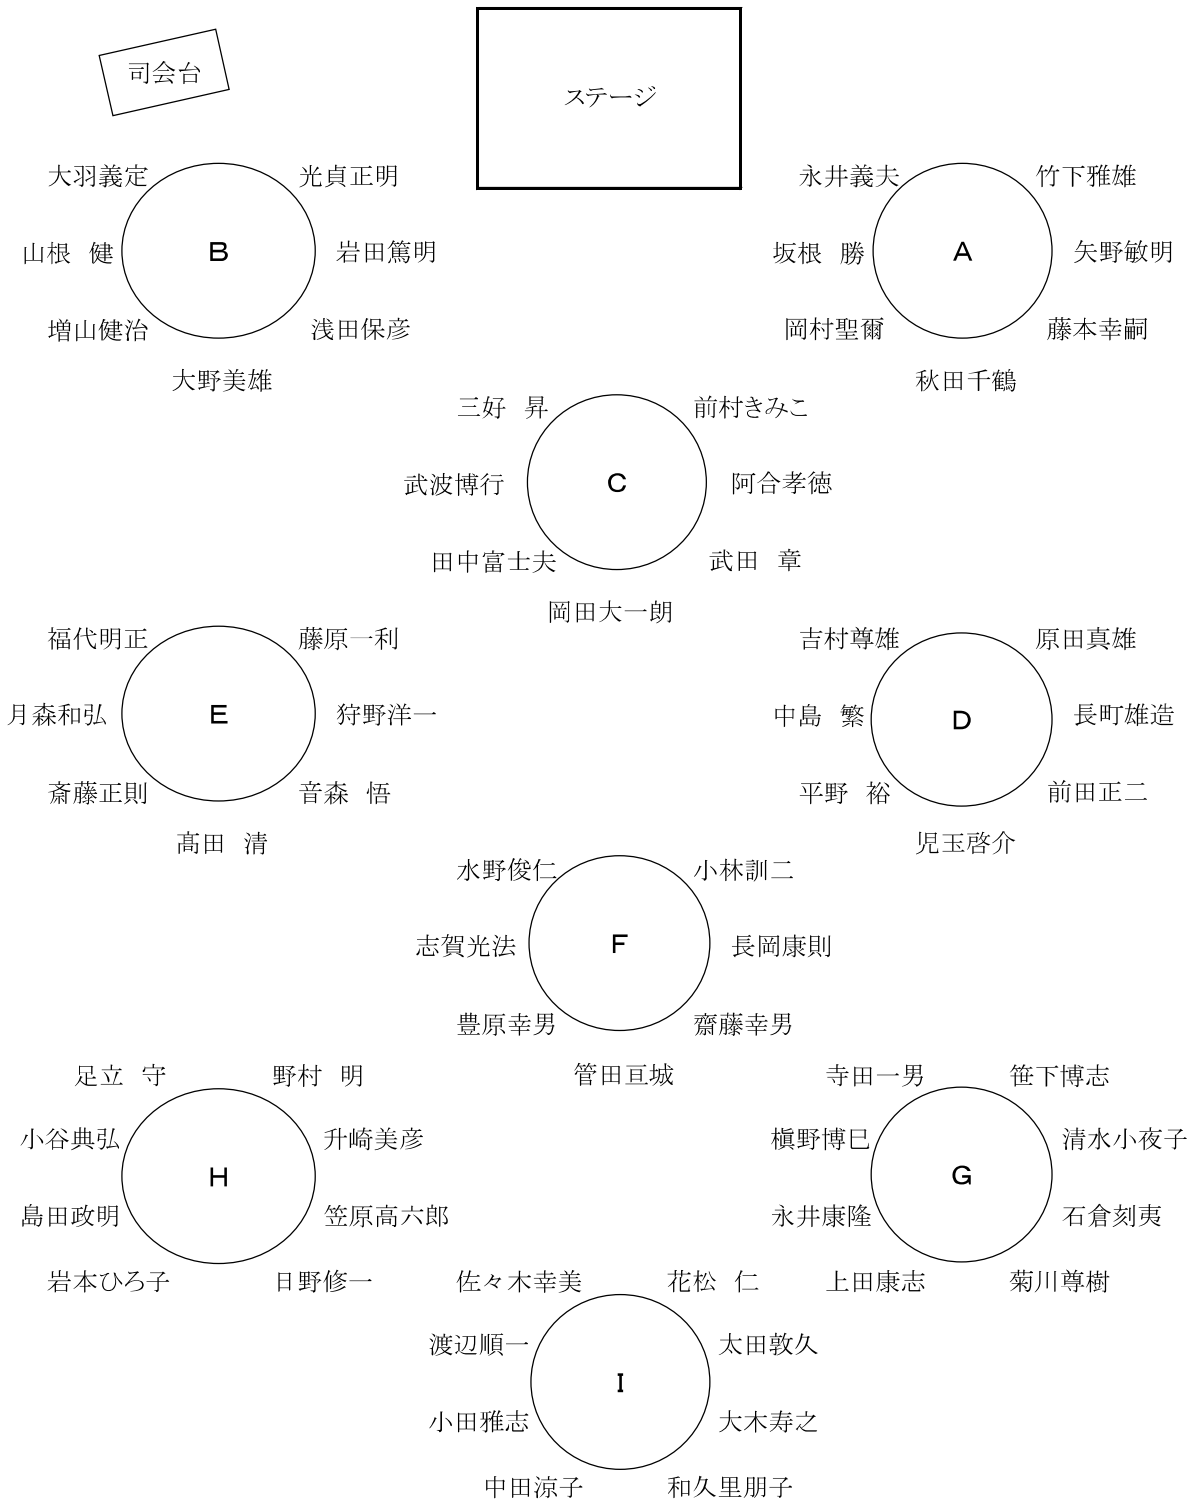 司会台
ステージ
大羽義定 光貞正明
山根 健 B 岩田篤明
増山健治 浅田保彦
大野美雄
永井義夫 竹下雅雄
坂根 勝 A 矢野敏明
岡村聖爾 藤本幸嗣
秋田千鶴
三好 昇 前村きみこ
武波博行 C 阿合孝徳
田中富士夫 武田 章
岡田大一朗
福代明正 藤原一利
月森和弘 E 狩野洋一
斎藤正則 音森 悟
髙田 清
吉村尊雄 原田真雄
中島 繁 D 長町雄造
平野 裕 前田正二
児玉啓介
水野俊仁 小林訓二
志賀光法 F 長岡康則
豊原幸男 齋藤幸男
管田亘城
足立 守 野村 明
小谷典弘 升崎美彦
H
島田政明 笠原高六郎
岩本ひろ子 日野修一
寺田一男 笹下博志
槇野博巳 清水小夜子
G
永井康隆 石倉刻夷
上田康志 菊川尊樹
佐々木幸美 花松 仁
渡辺順一 太田敦久
I
小田雅志 大木寿之
中田涼子 和久里朋子